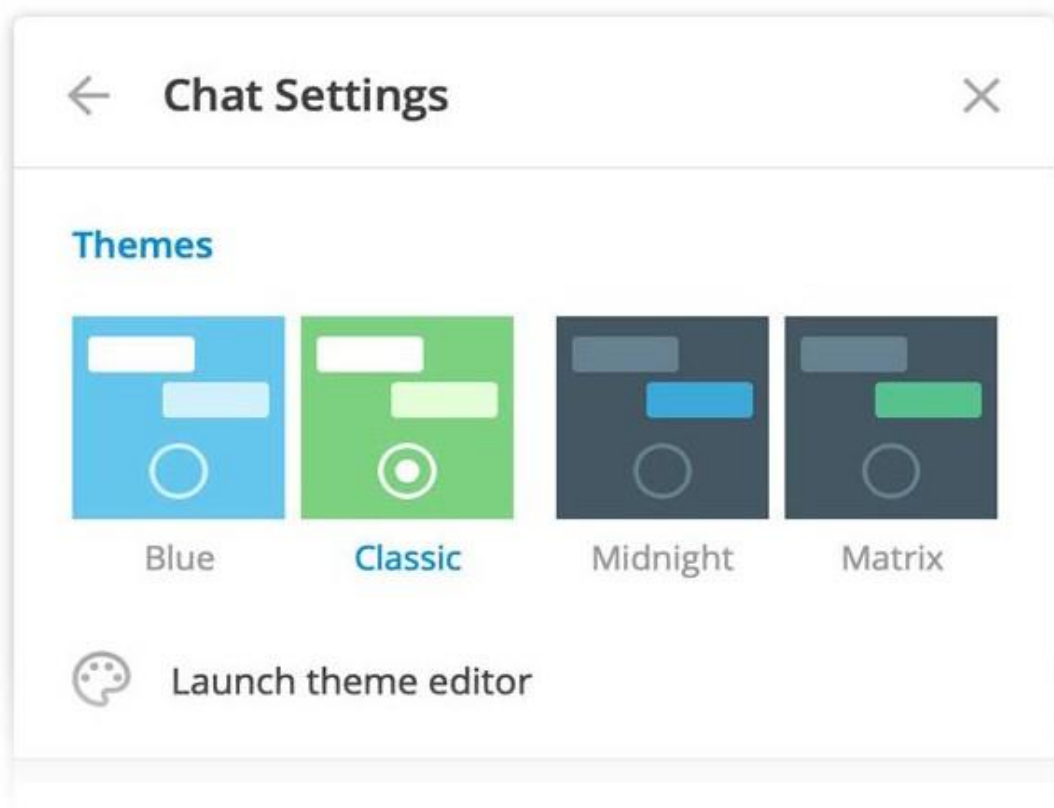 Chat Settings
Themes
Blue Classic Midnight Matrix
Launch theme editor